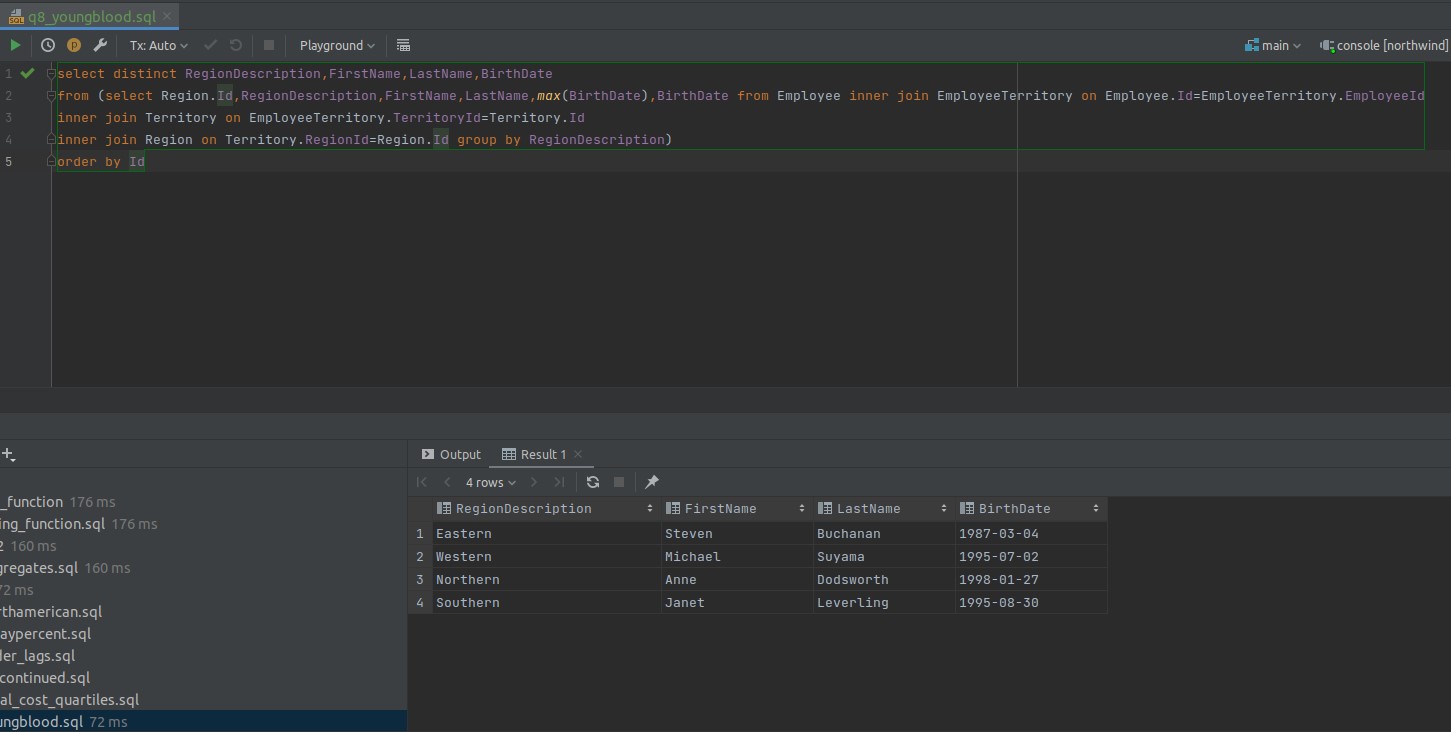 q8_youngblood.sql
Tx: Auto Playground main console [northwind]
1 select distinct RegionDescription,FirstName,LastName,BirthDate
2 from (select Region.Id,RegionDescription,FirstName,LastName,max(BirthDate),BirthDate from Employee inner join EmployeeTerritory on Employee.Id=EmployeeTerritory.EmployeeId
3 inner join Territory on EmployeeTerritory.TerritoryId=Territory.Id
4 inner join Region on Territory.RegionId=Region.Id group by RegionDescription)
5 order by Id
Output Result 1
4 rows
_function 176 ms
ing_function.sql 176 ms
2 160 ms
gregates.sql 160 ms
72 ms
rthamerican.sql
aypercent.sql
der_lags.sql
continued.sql
al_cost_quartiles.sql
ungblood.sql 72 ms
RegionDescription FirstName LastName BirthDate
1 Eastern Steven Buchanan 1987-03-04
2 Western Michael Suyama 1995-07-02
3 Northern Anne Dodsworth 1998-01-27
4 Southern Janet Leverling 1995-08-30